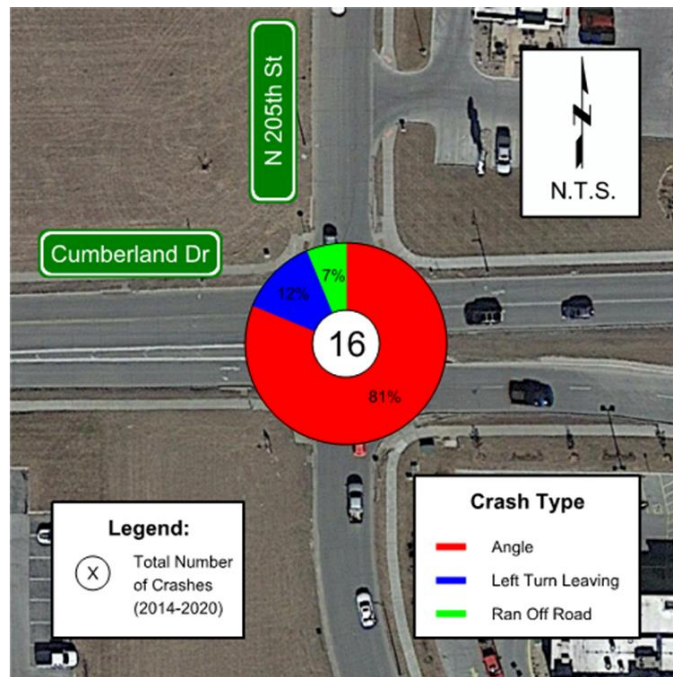 N 205th St
N.T.S.
Cumberland Dr
7%
12%
16
81%
Legend:
X
Total Number
of Crashes
(2014-2020)
Crash Type
Angle
Left Turn Leaving
Ran Off Road